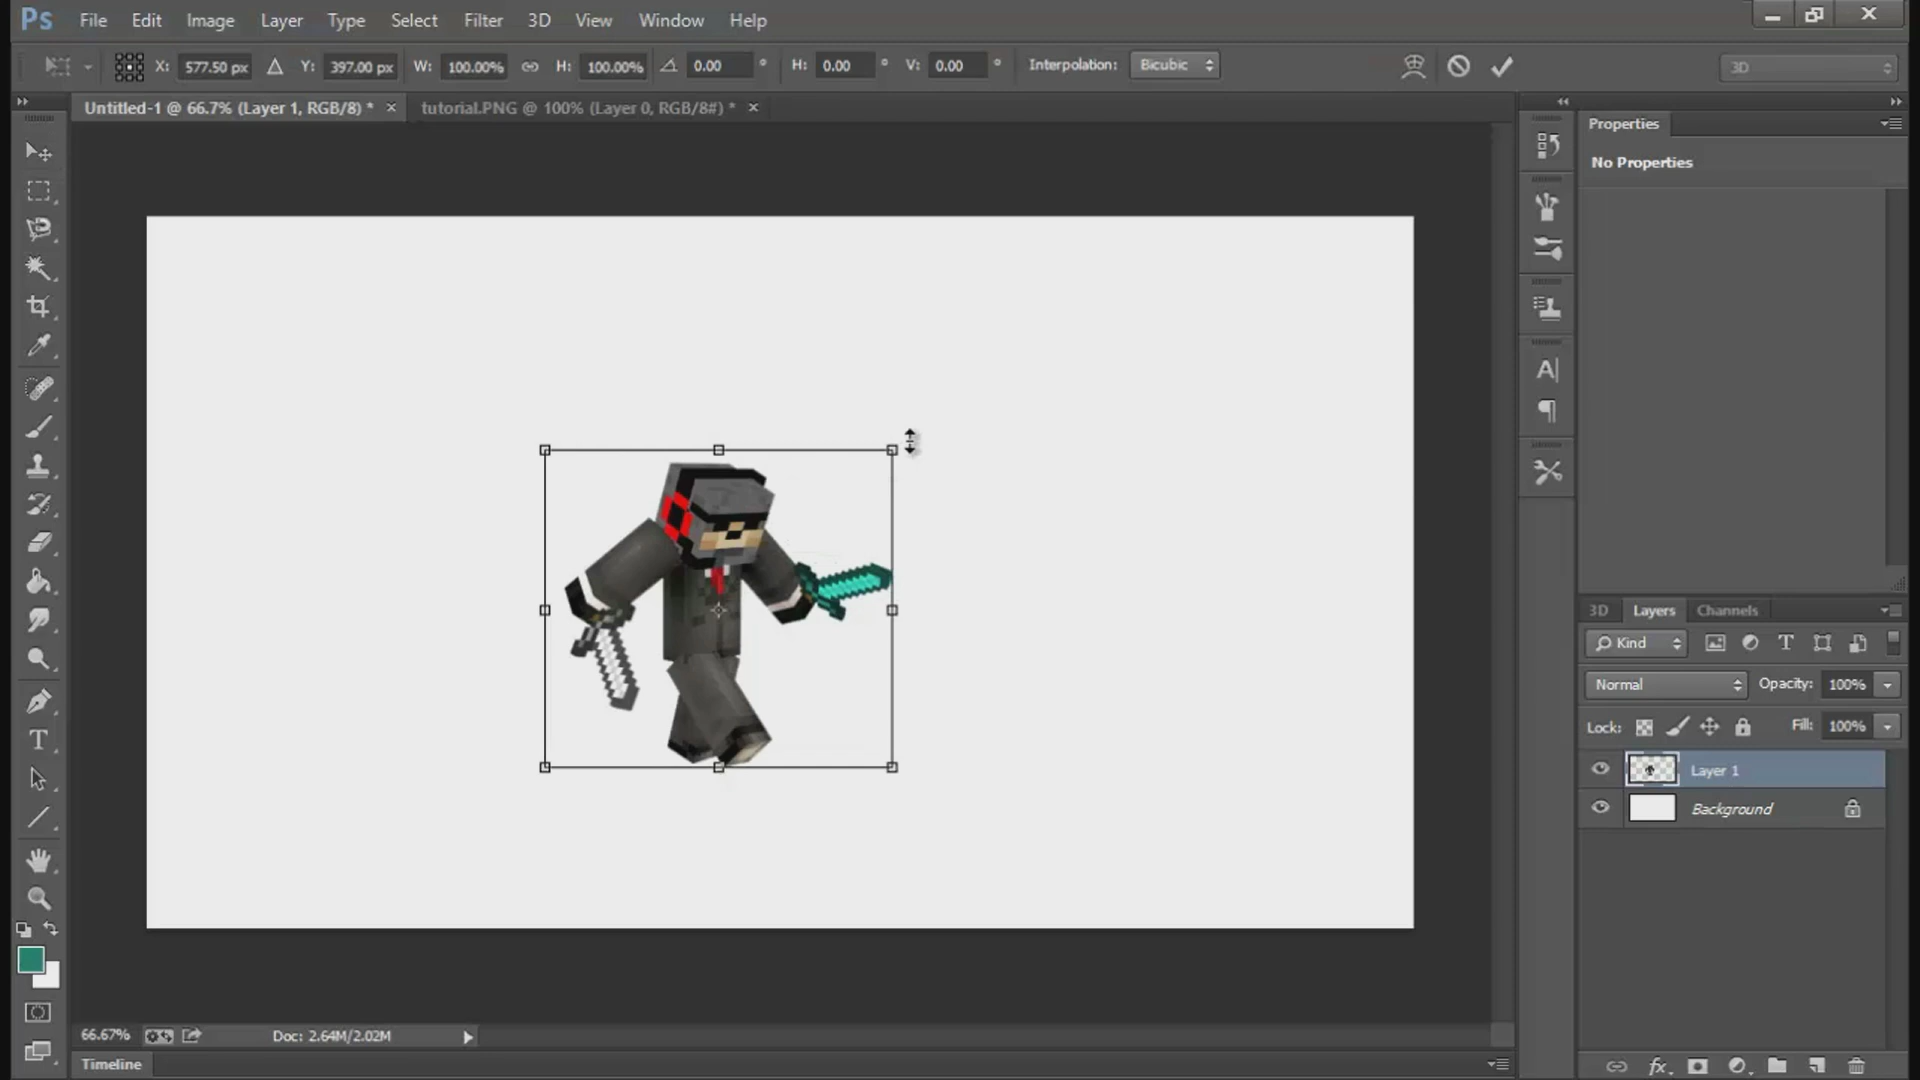 Ps File Edit Image Layer Type Select Filter 3D View Window Help
X: 577.50 px Y: 397.00 px W: 100.00% H: 100.00% 0.00 ° H: 0.00 ° V: 0.00 ° Interpolation: Bicubic 3D
Untitled-1 @ 66.7% (Layer 1, RGB/8) * × tutorial.PNG @ 100% (Layer 0, RGB/8#) * ×
Properties
No Properties
3D Layers Channels
Kind
Normal Opacity: 100%
Lock: Fill: 100%
Layer 1
Background
66.67% Doc: 2.64M/2.02M
Timeline